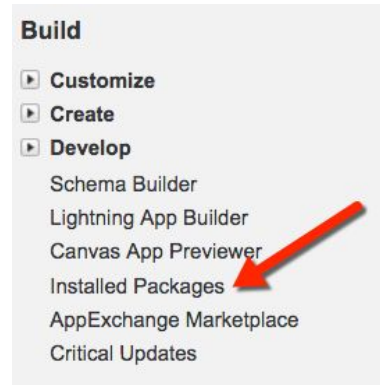 Build
Customize
Create
Develop
Schema Builder
Lightning App Builder
Canvas App Previewer
Installed Packages
AppExchange Marketplace
Critical Updates